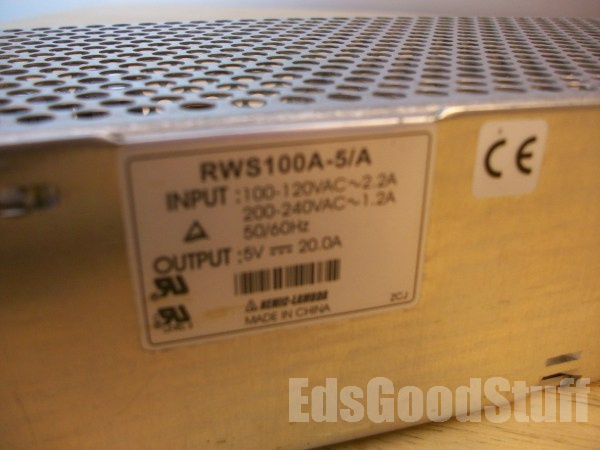 RWS100A-5/A
INPUT : 100-120VAC~2.2A
200-240VAC~1.2A
50/60Hz
OUTPUT : 5V ⎓ 20.0A
NEMIC-LAMBDA
MADE IN CHINA
ZCJ
CE
EdsGoodStuff